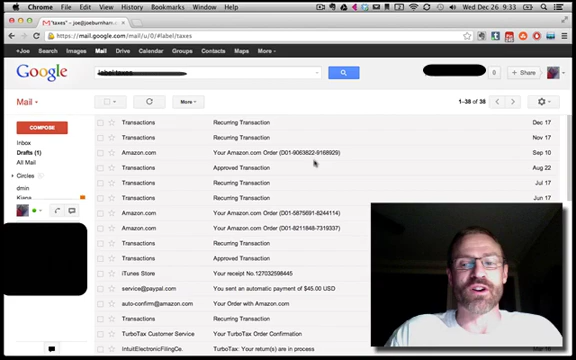 Chrome File Edit View History Bookmarks Window Help Wed Dec 26 9:33
https://mail.google.com/mail/u/0/#label/taxes
+Joe Search Images Mail Drive Calendar Groups Contacts Maps More
Google
label:taxes
0 + Share
Mail
More
1–38 of 38
COMPOSE
Inbox
Drafts (1)
All Mail
Circles
dmin
Transactions Recurring Transaction Dec 17
Transactions Recurring Transaction Nov 17
Amazon.com Your Amazon.com Order (D01-9063822-9168929) Sep 10
Transactions Approved Transaction Aug 22
Transactions Recurring Transaction Jul 17
Transactions Recurring Transaction Jun 17
Amazon.com Your Amazon.com Order (D01-5875691-8244114)
Amazon.com Your Amazon.com Order (D01-8211848-7319337)
Transactions Recurring Transaction
Transactions Approved Transaction
iTunes Store Your receipt No.127032598445
service@paypal.com You sent an automatic payment of $45.00 USD
auto-confirm@amazon.com Your Order with Amazon.com
Transactions Recurring Transaction
TurboTax Customer Service Your TurboTax Order Confirmation
IntuitElectronicFilingCe. TurboTax: Your return(s) are in process